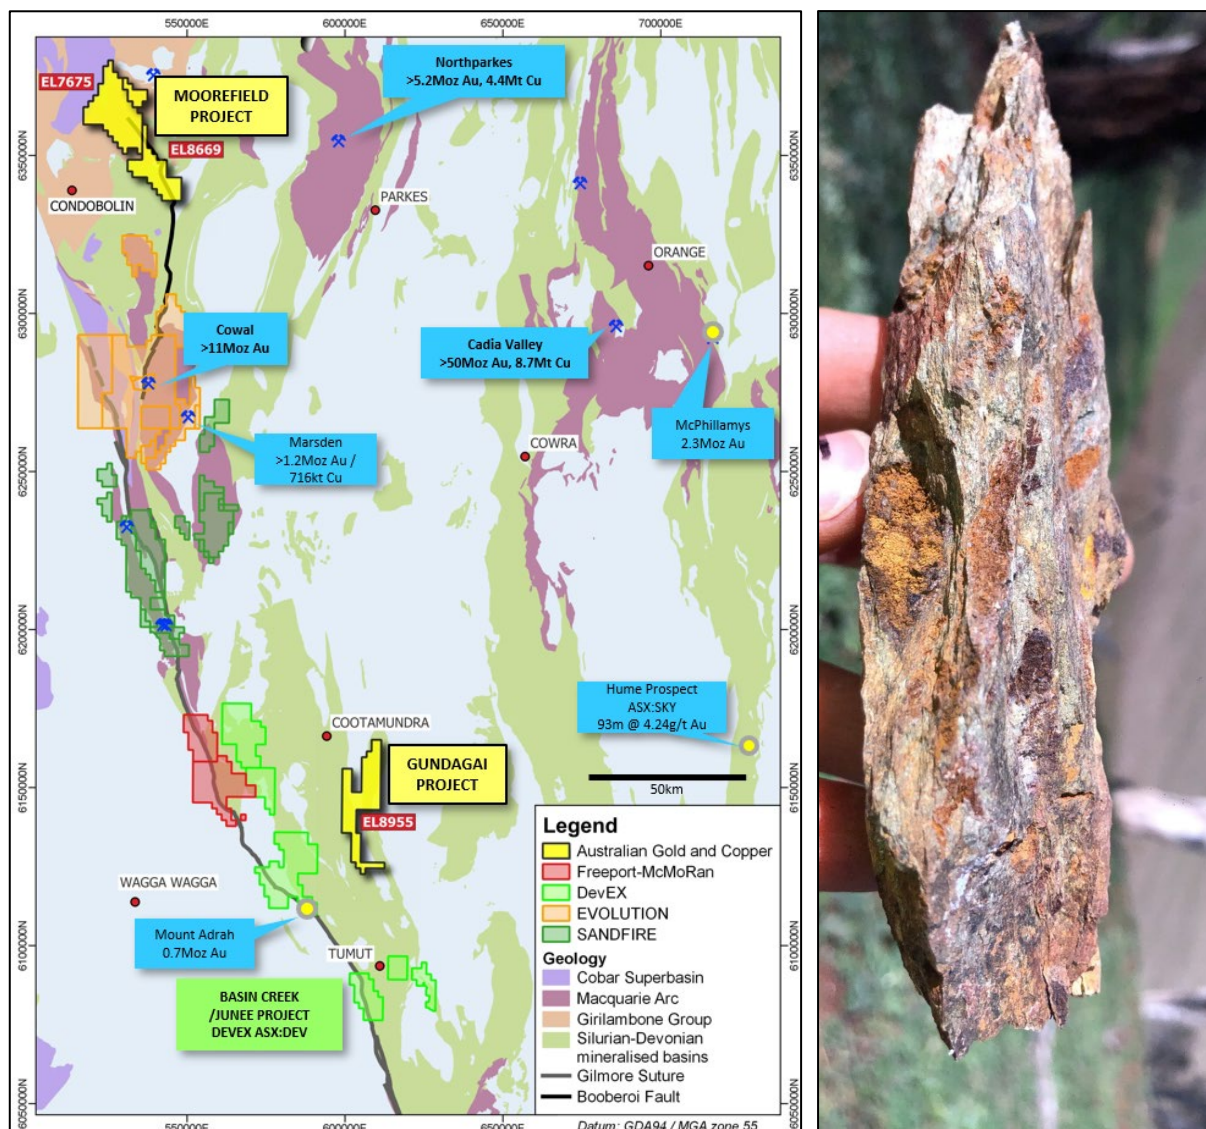 550000E
600000E
650000E
700000E
6350000N
6300000N
6250000N
6200000N
6150000N
6100000N
6050000N
EL7675
MOOREFIELD
PROJECT
EL8669
CONDOBOLIN
Northparkes
>5.2Moz Au, 4.4Mt Cu
PARKES
ORANGE
Cowal
>11Moz Au
Cadia Valley
>50Moz Au, 8.7Mt Cu
McPhillamys
2.3Moz Au
Marsden
>1.2Moz Au /
716kt Cu
COWRA
Hume Prospect
ASX:SKY
93m @ 4.24g/t Au
COOTAMUNDRA
GUNDAGAI
PROJECT
EL8955
50km
WAGGA WAGGA
Mount Adrah
0.7Moz Au
TUMUT
BASIN CREEK
/JUNEE PROJECT
DEVEX ASX:DEV
Legend
Australian Gold and Copper
Freeport-McMoRan
DevEX
EVOLUTION
SANDFIRE
Geology
Cobar Superbasin
Macquarie Arc
Girilambone Group
Silurian-Devonian
mineralised basins
Gilmore Suture
Booberoi Fault
550000E
600000E
650000E
Datum: GDA94 / MGA zone 55